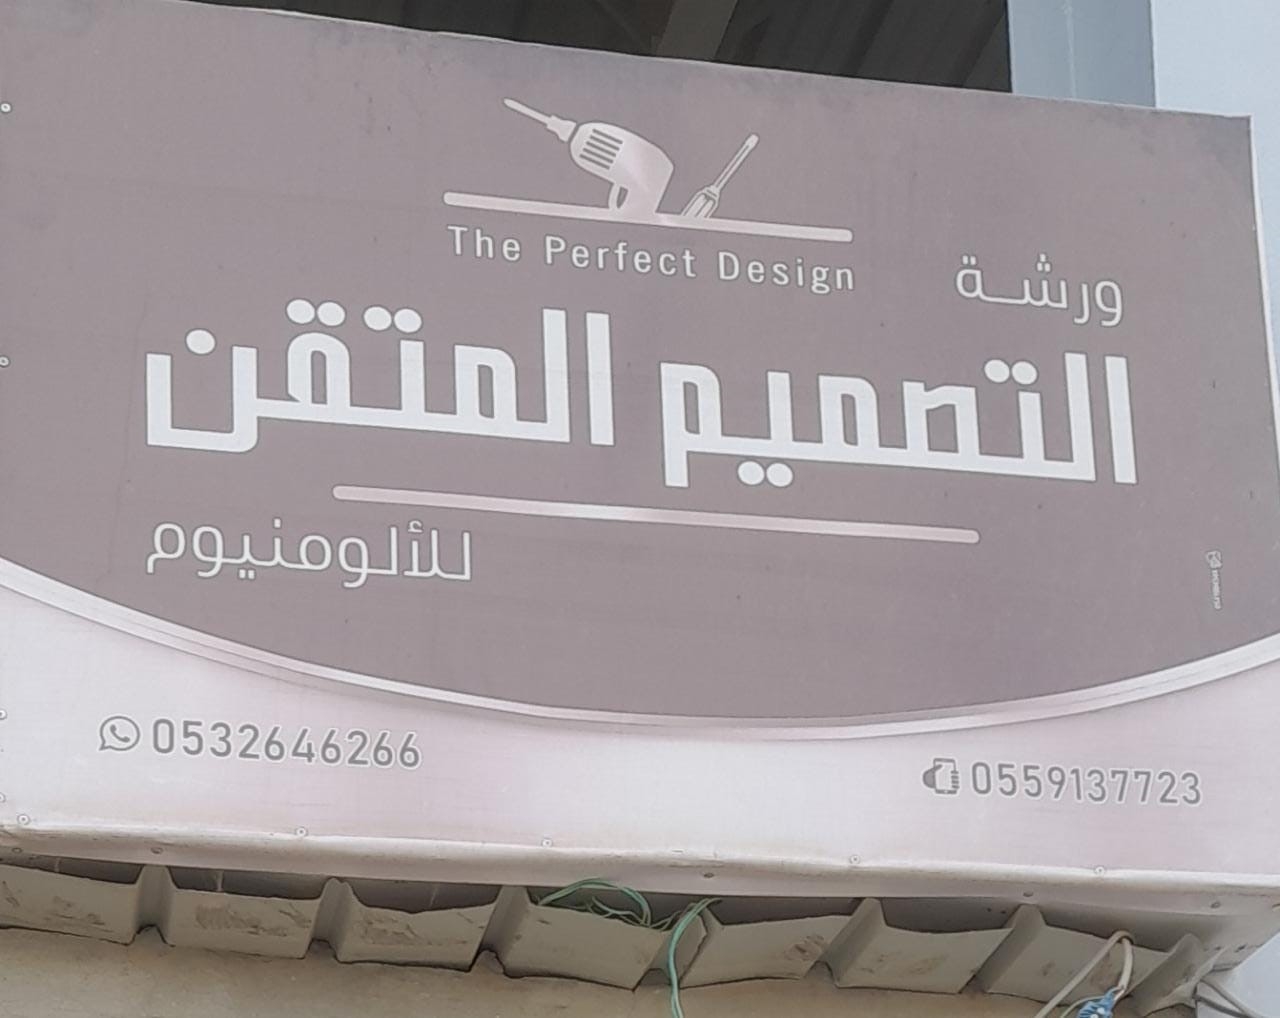 The Perfect Design
ورشة
التصميم المتقن
للألومنيوم
0532646266
0559137723